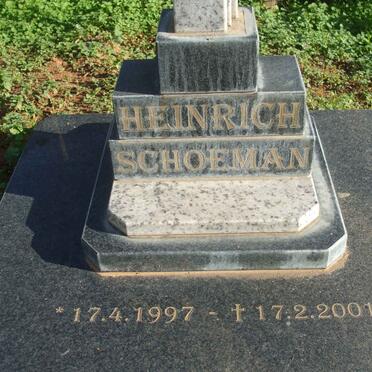 HEINRICH
SCHOEMAN
* 17.4.1997 - † 17.2.2001